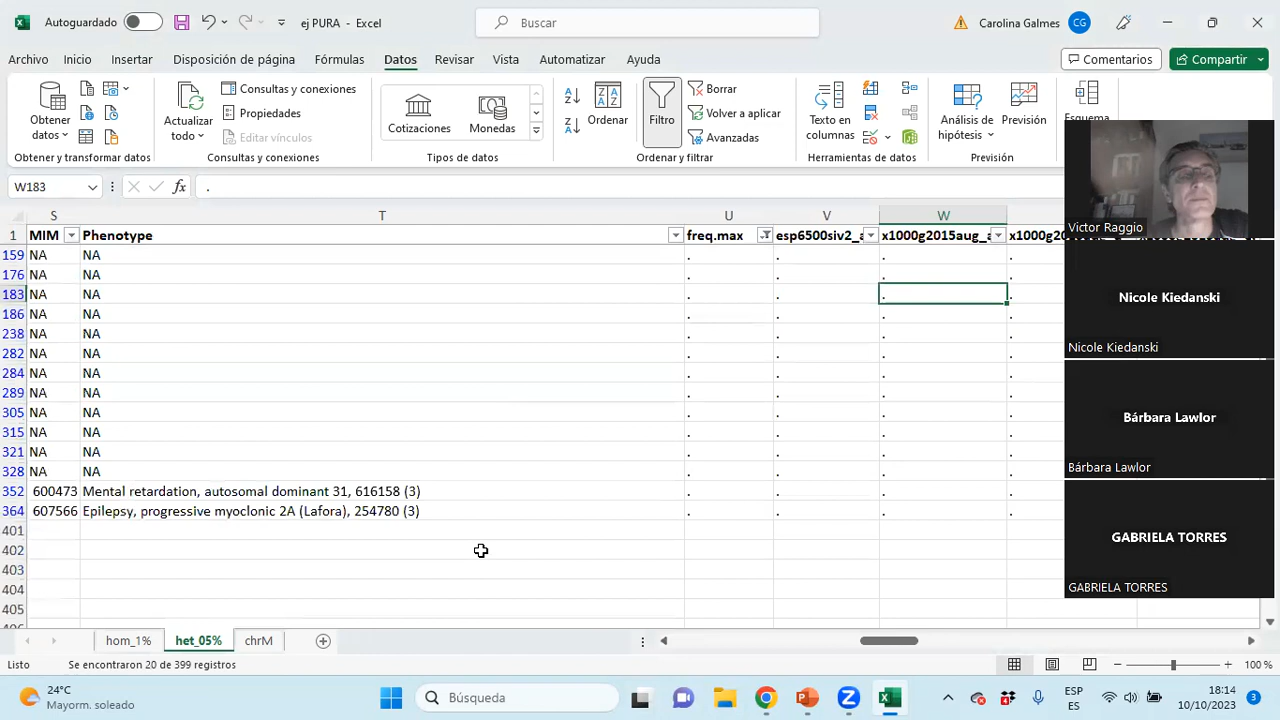 Autoguardado
ej PURA - Excel
Buscar
Carolina Galmes
CG
Archivo Inicio Insertar Disposición de página Fórmulas Datos Revisar Vista Automatizar Ayuda
Comentarios
Compartir
Obtener datos
Actualizar todo
Consultas y conexiones
Propiedades
Editar vínculos
Cotizaciones
Monedas
Ordenar
Filtro
Borrar
Volver a aplicar
Avanzadas
Texto en columnas
Análisis de hipótesis
Previsión
Esquema
Obtener y transformar datos
Consultas y conexiones
Tipos de datos
Ordenar y filtrar
Herramientas de datos
Previsión
W183
.
S T U V W
1 MIM Phenotype freq.max esp6500siv2_a x1000g2015aug_a x1000g20
159 NA NA . . . .
176 NA NA . . . .
183 NA NA . . . .
186 NA NA . . . .
238 NA NA . . . .
282 NA NA . . . .
284 NA NA . . . .
289 NA NA . . . .
305 NA NA . . . .
315 NA NA . . . .
321 NA NA . . . .
328 NA NA . . . .
352 600473 Mental retardation, autosomal dominant 31, 616158 (3) . . . .
364 607566 Epilepsy, progressive myoclonic 2A (Lafora), 254780 (3) . . . .
401
402
403
404
405
Victor Raggio
Nicole Kiedanski
Nicole Kiedanski
Bárbara Lawlor
Bárbara Lawlor
GABRIELA TORRES
GABRIELA TORRES
hom_1% het_05% chrM
Listo
Se encontraron 20 de 399 registros
100 %
24°C
Mayorm. soleado
Búsqueda
ESP
ES
18:14
10/10/2023
3